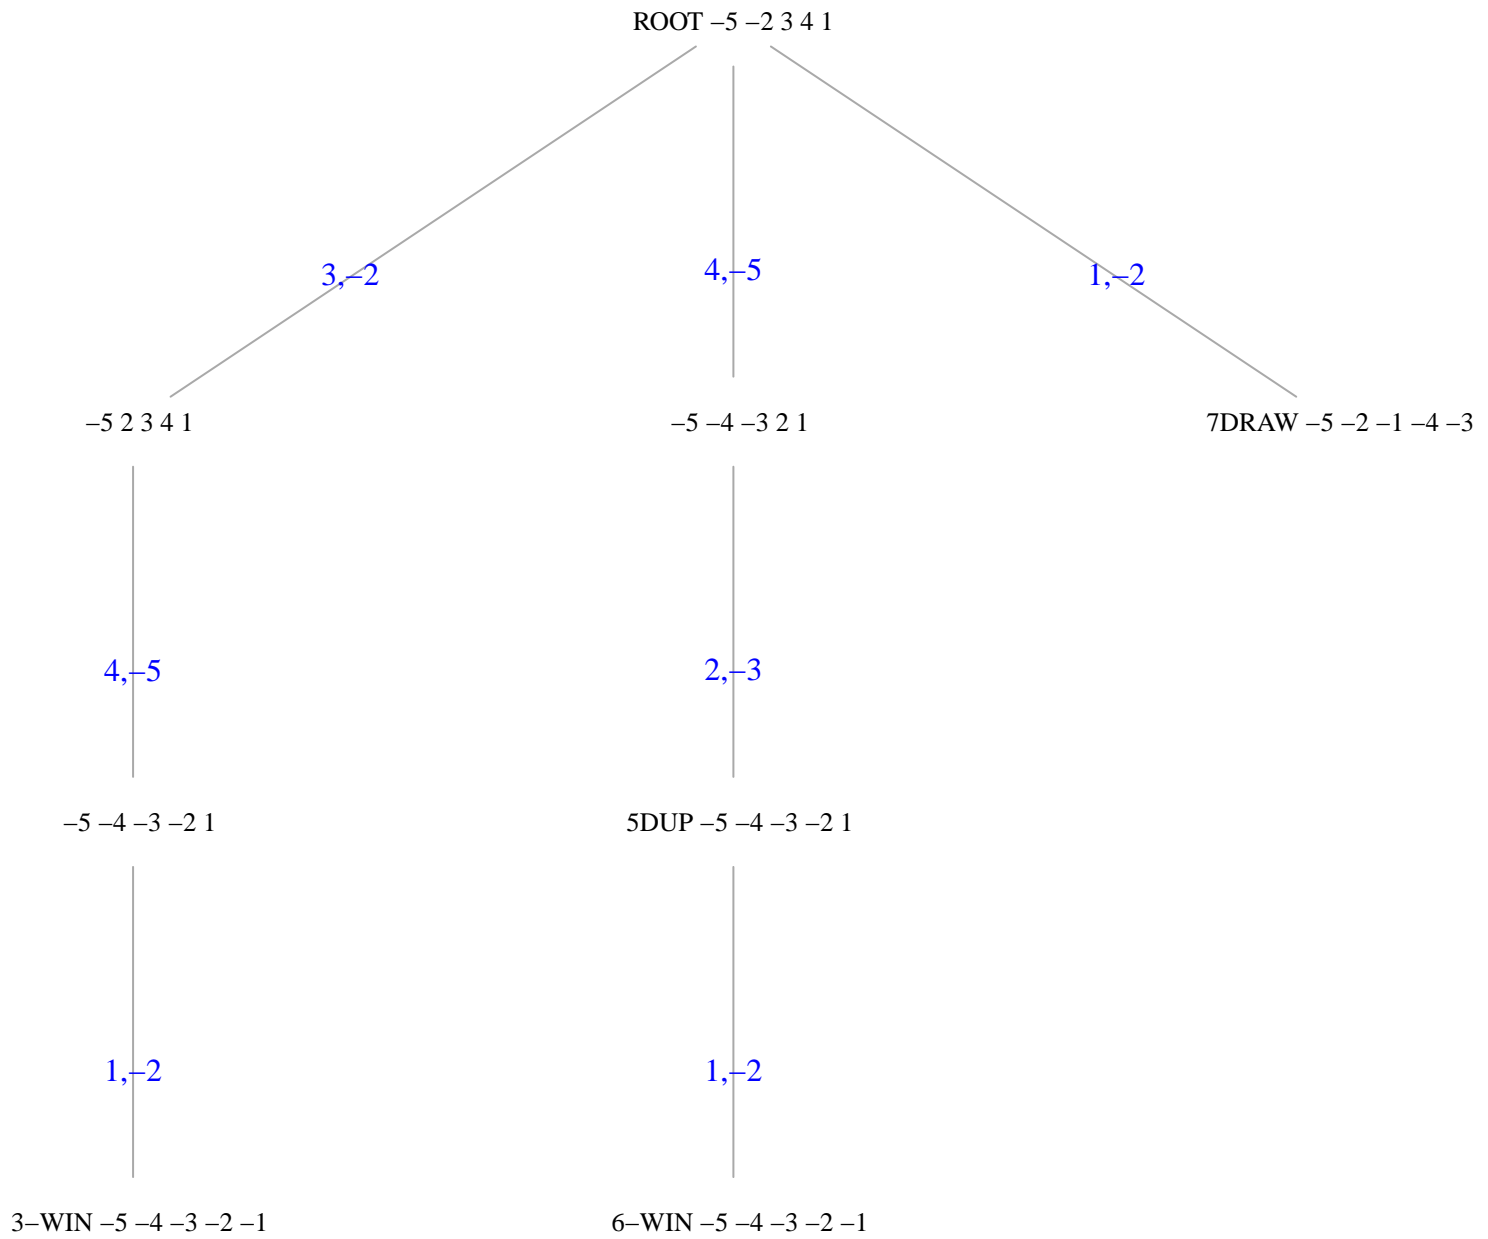 ROOT –5 –2 3 4 1
3,–2
4,–5
1,–2
–5 2 3 4 1
–5 –4 –3 2 1
7DRAW –5 –2 –1 –4 –3
4,–5
2,–3
–5 –4 –3 –2 1
5DUP –5 –4 –3 –2 1
1,–2
1,–2
3–WIN –5 –4 –3 –2 –1
6–WIN –5 –4 –3 –2 –1